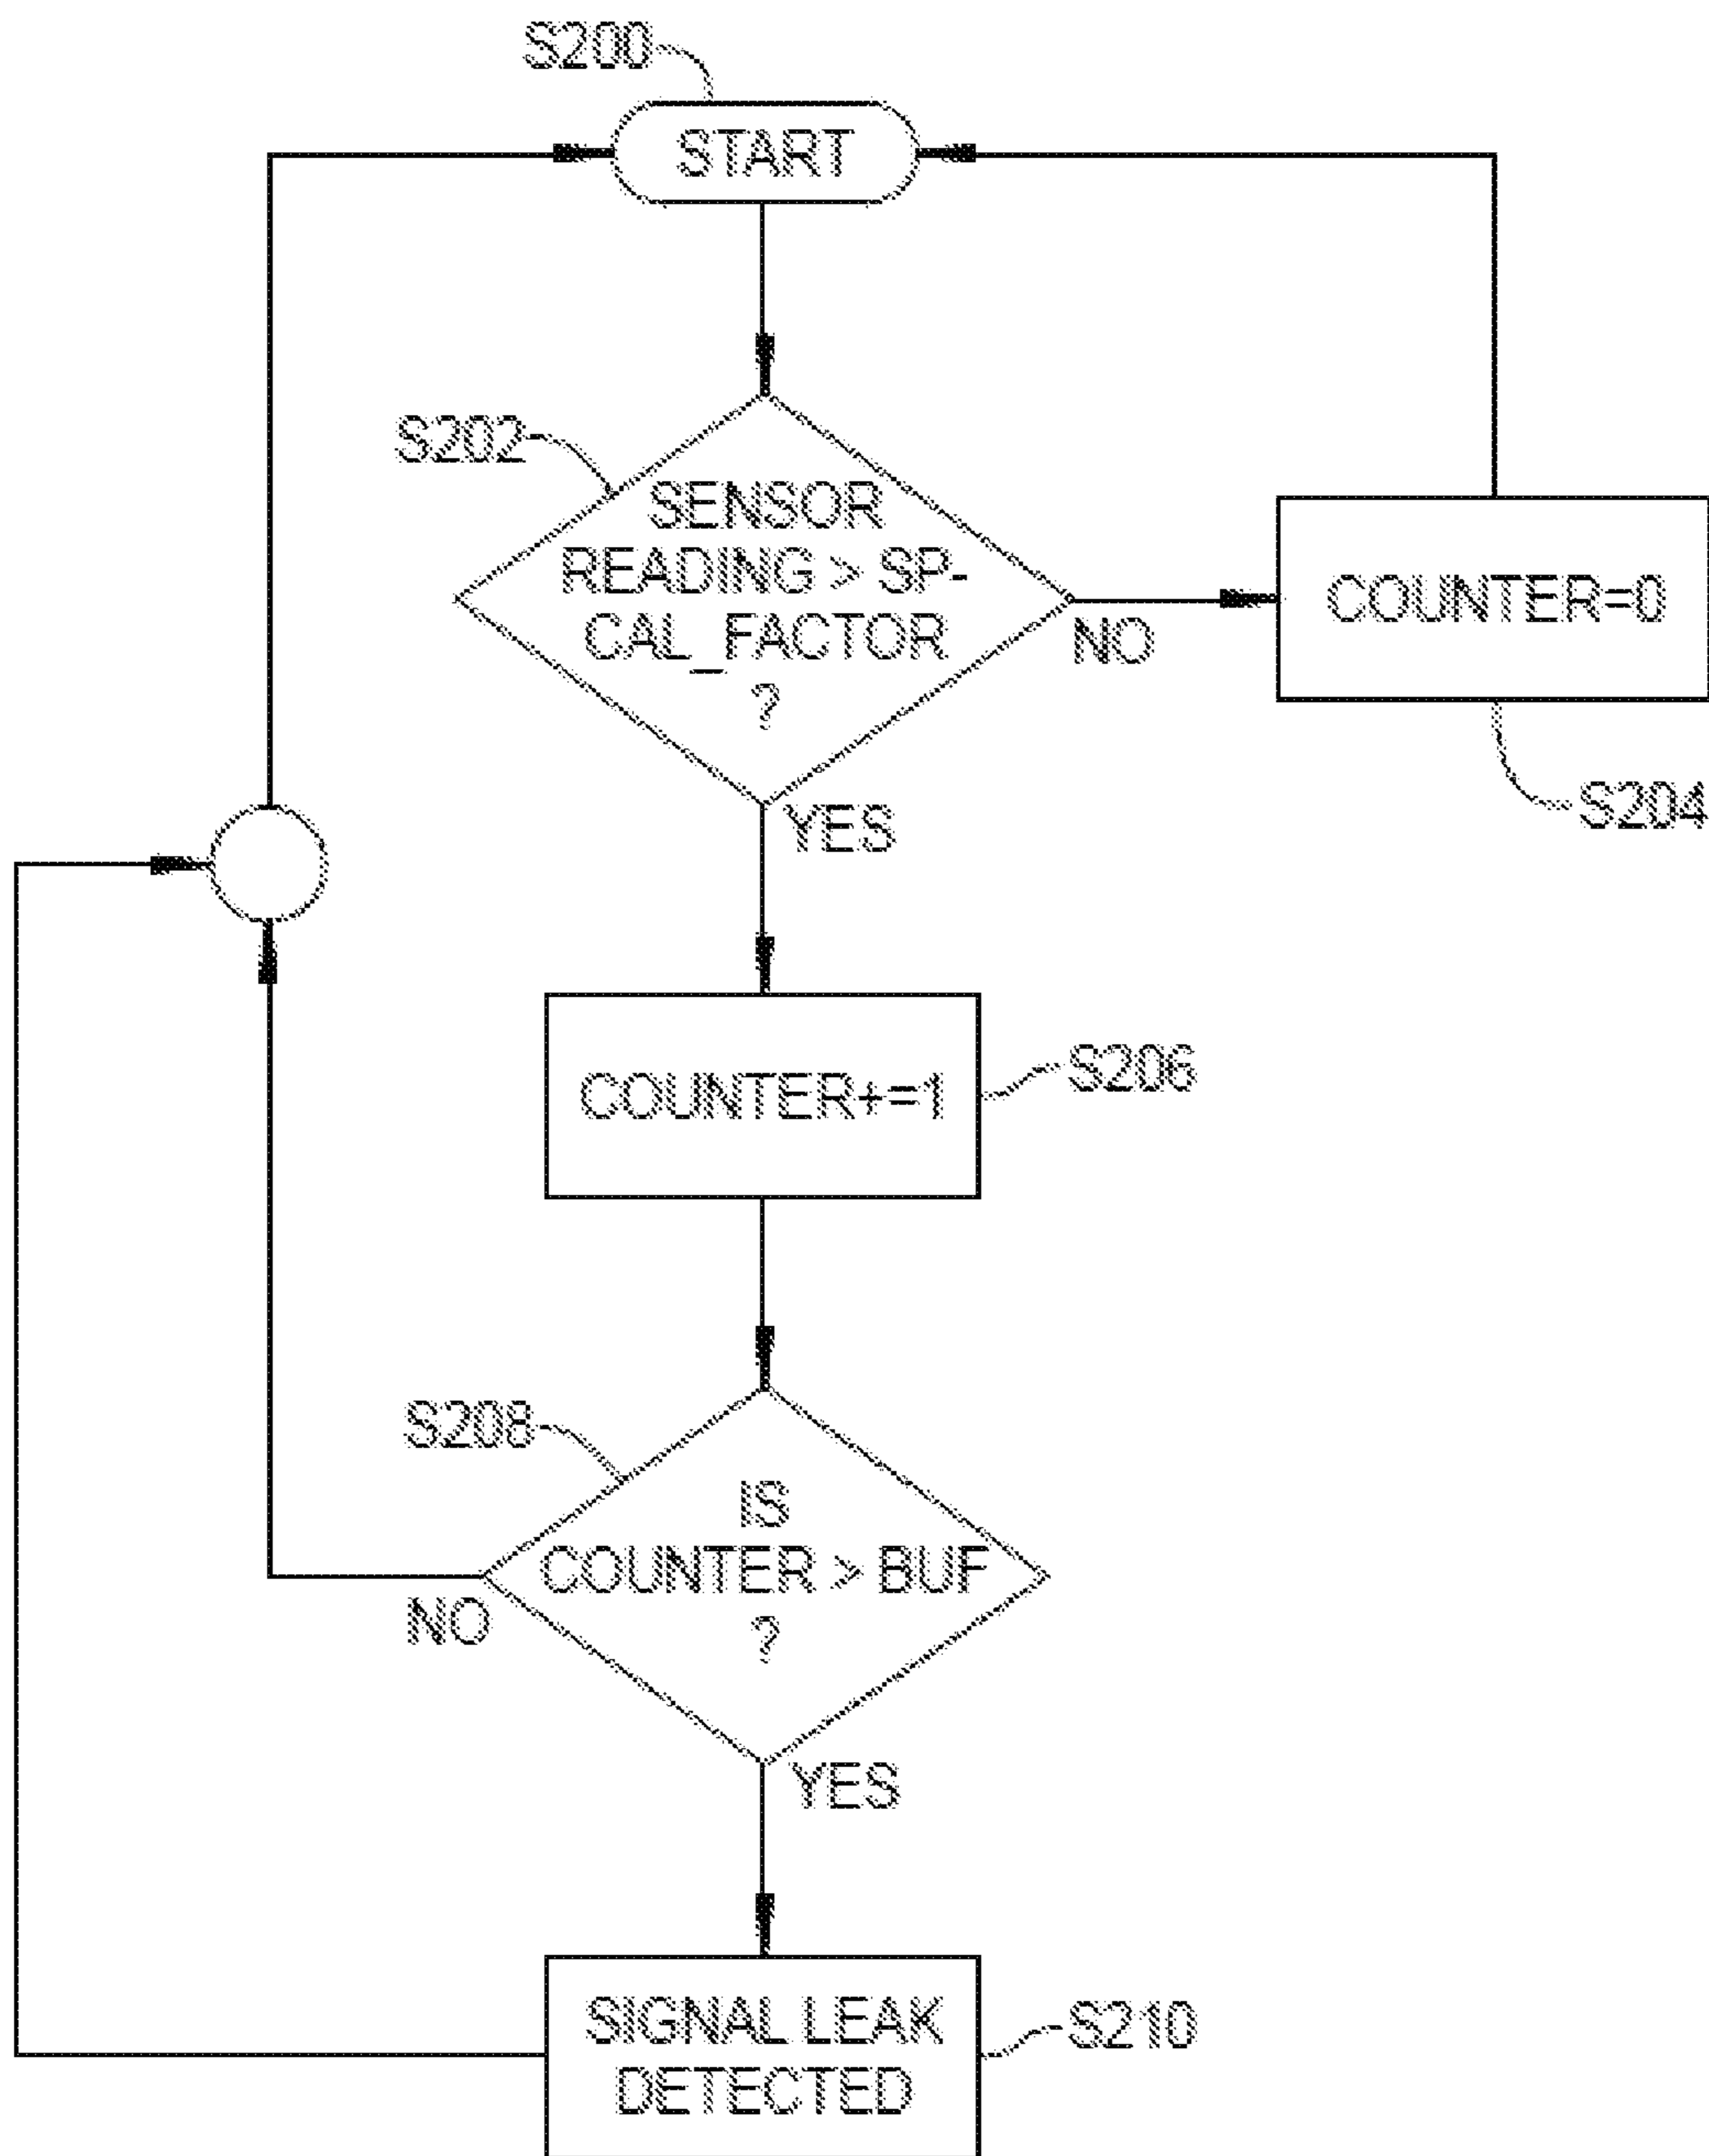 S200
START
S202
SENSOR
READING > SP-
CAL_FACTOR
?
NO
COUNTER=0
S204
YES
COUNTER+=1
S206
S208
IS
COUNTER > BUF
?
NO
YES
SIGNAL LEAK
DETECTED
S210